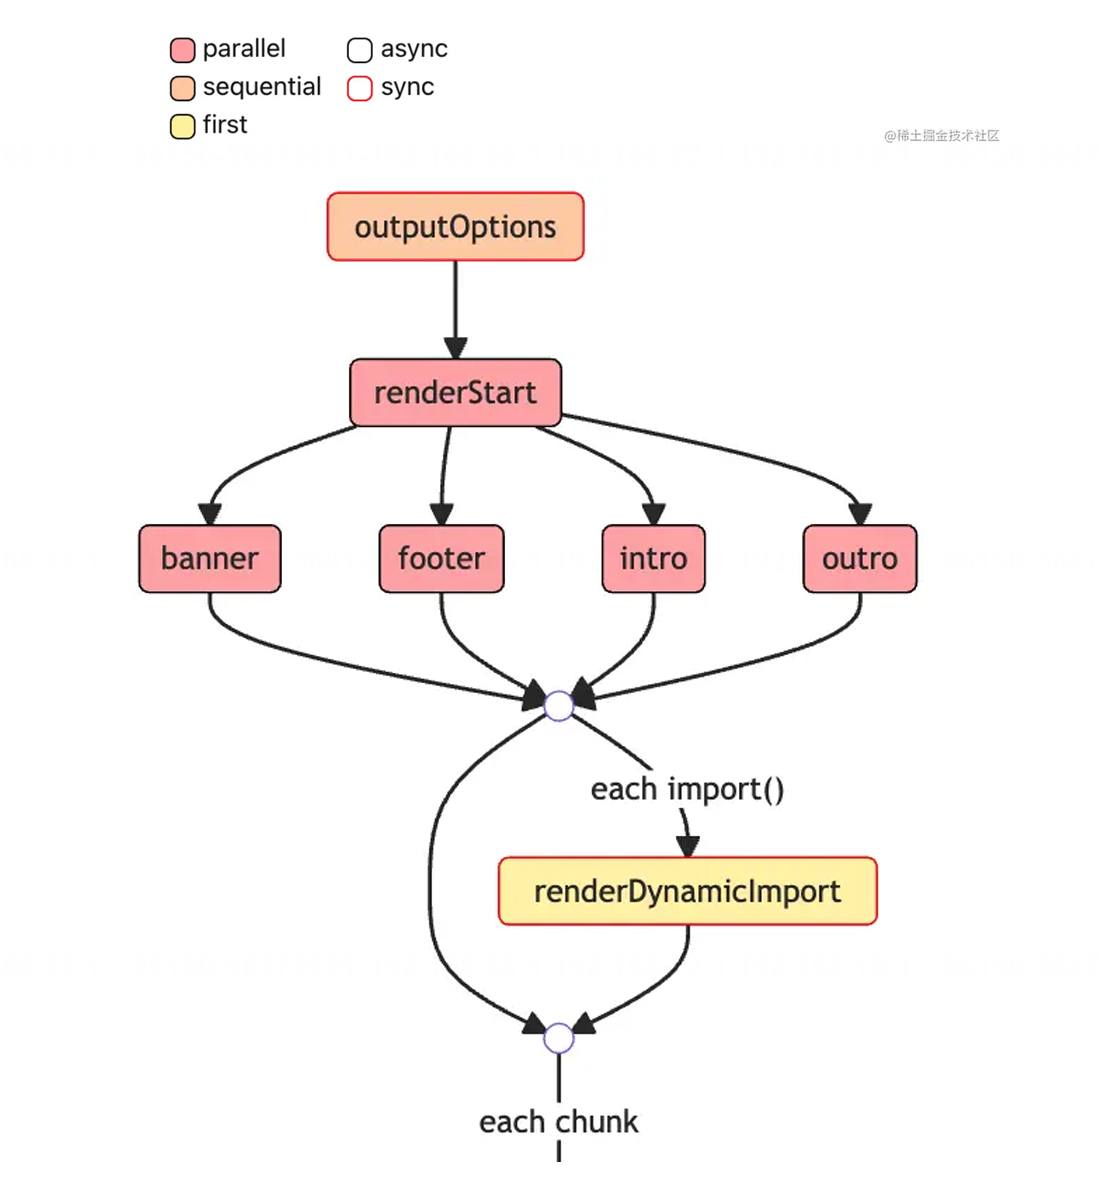 parallel
async
sequential
sync
first
@稀土掘金技术社区
outputOptions
renderStart
banner
footer
intro
outro
each import()
renderDynamicImport
each chunk